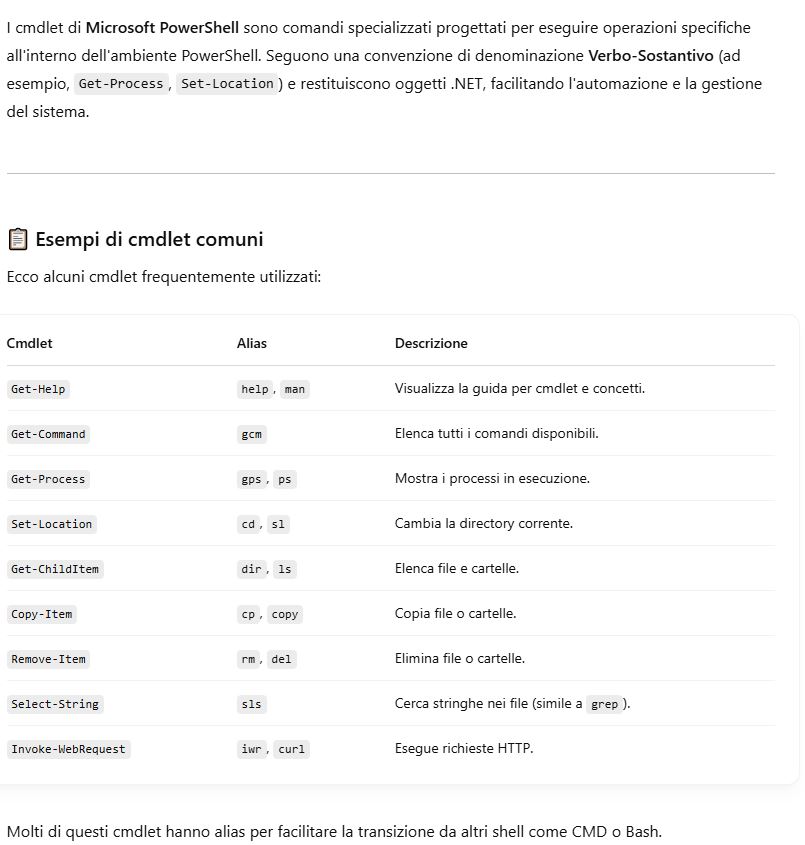 I cmdlet di Microsoft PowerShell sono comandi specializzati progettati per eseguire operazioni specifiche
all'interno dell'ambiente PowerShell. Seguono una convenzione di denominazione Verbo-Sostantivo (ad
esempio, Get-Process , Set-Location ) e restituiscono oggetti .NET, facilitando l'automazione e la gestione
del sistema.
📋 Esempi di cmdlet comuni
Ecco alcuni cmdlet frequentemente utilizzati:
Cmdlet Alias Descrizione
Get-Help help , man Visualizza la guida per cmdlet e concetti.
Get-Command gcm Elenca tutti i comandi disponibili.
Get-Process gps , ps Mostra i processi in esecuzione.
Set-Location cd , sl Cambia la directory corrente.
Get-ChildItem dir , ls Elenca file e cartelle.
Copy-Item cp , copy Copia file o cartelle.
Remove-Item rm , del Elimina file o cartelle.
Select-String sls Cerca stringhe nei file (simile a grep ).
Invoke-WebRequest iwr , curl Esegue richieste HTTP.
Molti di questi cmdlet hanno alias per facilitare la transizione da altri shell come CMD o Bash.